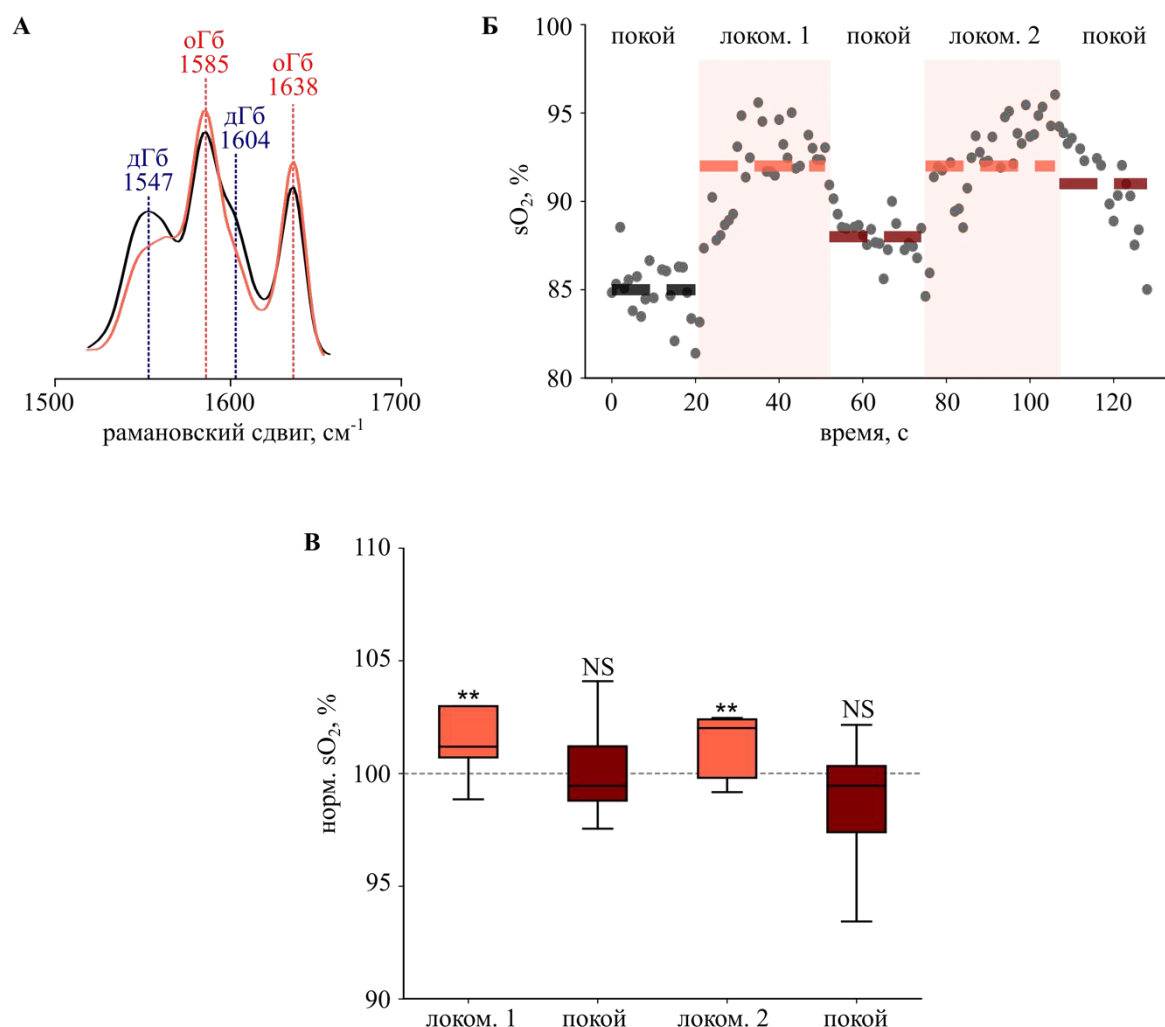 А
оГб
1585
оГб
1638
дГб
1604
дГб
1547
1500
1600
1700
рамановский сдвиг, см⁻¹
Б
покой
локом. 1
покой
локом. 2
покой
100
95
90
85
80
sO₂, %
0
20
40
60
80
100
120
время, с
В
110
105
100
95
90
норм. sO₂, %
**
NS
**
NS
локом. 1
покой
локом. 2
покой